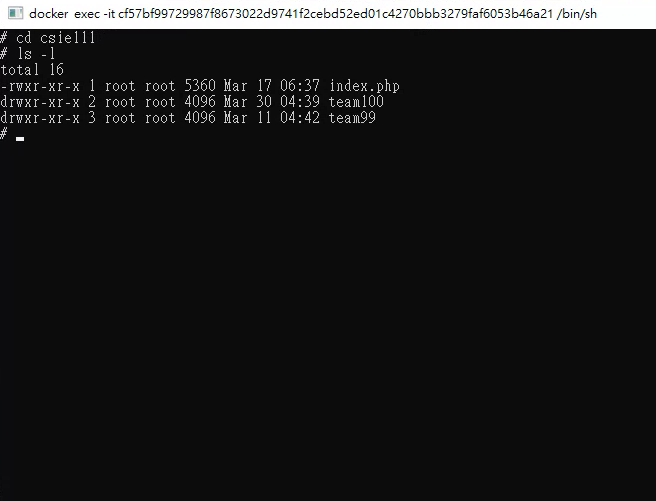 docker exec -it cf57bf99729987f8673022d9741f2cebd52ed01c4270bbb3279faf6053b46a21 /bin/sh
# cd csie111
# ls -l
total 16
-rwxr-xr-x 1 root root 5360 Mar 17 06:37 index.php
drwxr-xr-x 2 root root 4096 Mar 30 04:39 team100
drwxr-xr-x 3 root root 4096 Mar 11 04:42 team99
#